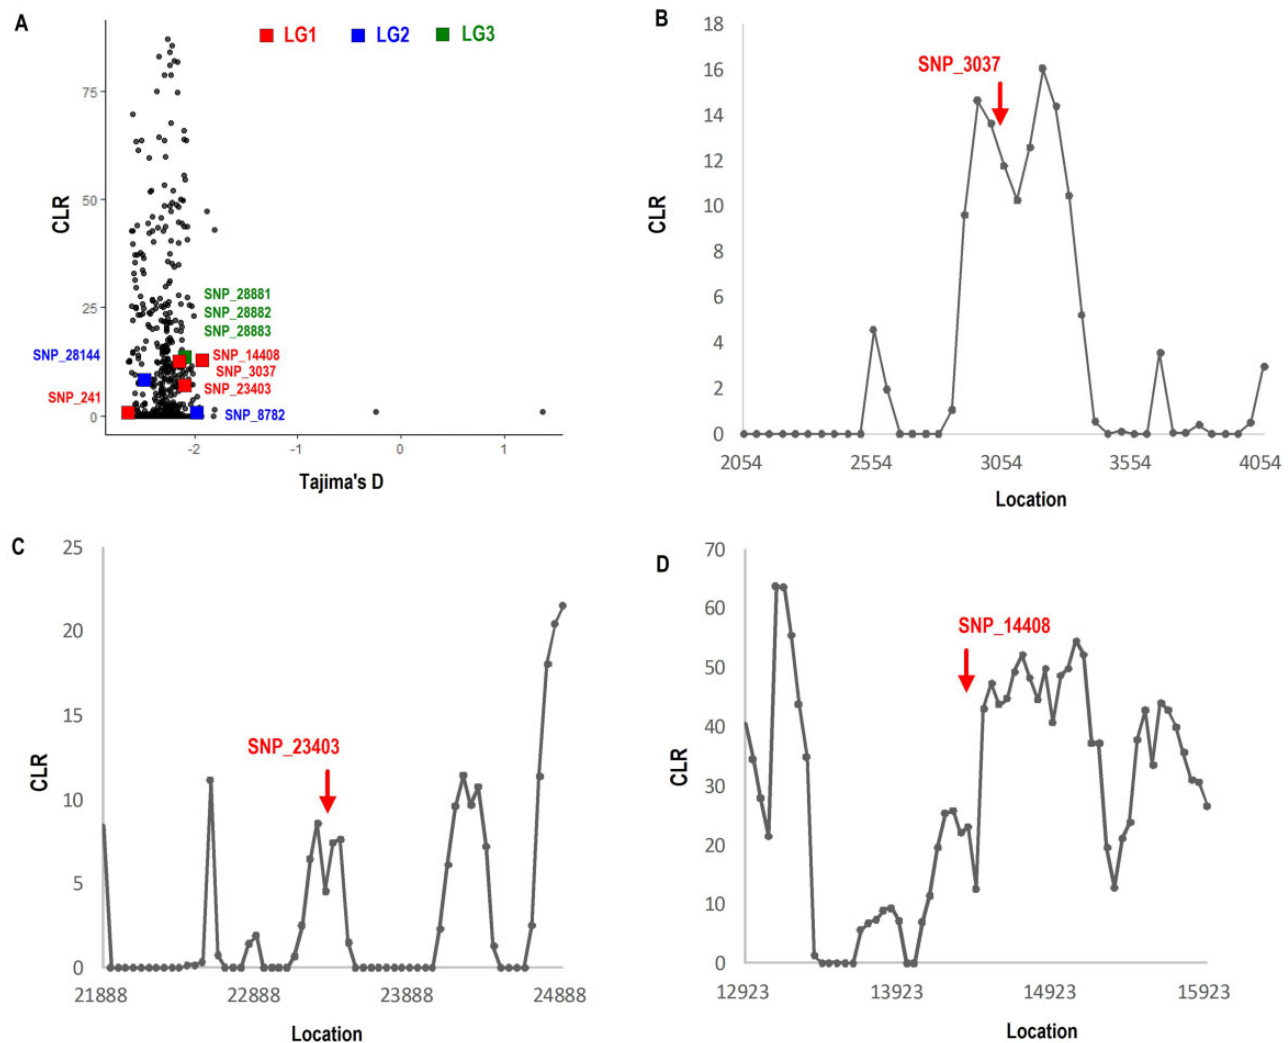 A
LG1 LG2 LG3
75
50
25
0
CLR
SNP_28881
SNP_28882
SNP_28883
SNP_28144
SNP_14408
SNP_3037
SNP_241
SNP_23403
SNP_8782
-2 -1 0 1
Tajima's D
B
18
16
14
12
10
8
6
4
2
0
CLR
SNP_3037
2054 2554 3054 3554 4054
Location
C
25
20
15
10
5
0
CLR
SNP_23403
21888 22888 23888 24888
Location
D
70
60
50
40
30
20
10
0
CLR
SNP_14408
12923 13923 14923 15923
Location